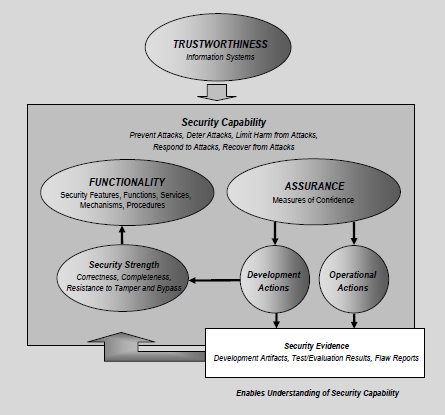 TRUSTWORTHINESS
Information Systems
Security Capability
Prevent Attacks, Deter Attacks, Limit Harm from Attacks,
Respond to Attacks, Recover from Attacks
FUNCTIONALITY
Security Features, Functions, Services,
Mechanisms, Procedures
ASSURANCE
Measures of Confidence
Security Strength
Correctness, Completeness,
Resistance to Tamper and Bypass
Development
Actions
Operational
Actions
Security Evidence
Development Artifacts, Test/Evaluation Results, Flaw Reports
Enables Understanding of Security Capability